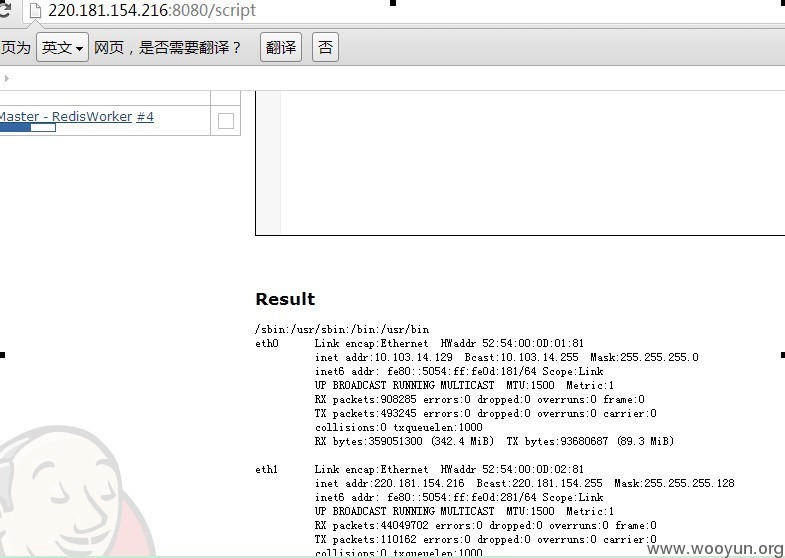 220.181.154.216:8080/script
页为 英文 网页，是否需要翻译？ 翻译 否
Master - RedisWorker #4
Result
/sbin:/usr/sbin:/bin:/usr/bin
eth0 Link encap:Ethernet HWaddr 52:54:00:0D:01:81
inet addr:10.103.14.129 Bcast:10.103.14.255 Mask:255.255.255.0
inet6 addr: fe80::5054:ff:fe0d:181/64 Scope:Link
UP BROADCAST RUNNING MULTICAST MTU:1500 Metric:1
RX packets:908285 errors:0 dropped:0 overruns:0 frame:0
TX packets:493245 errors:0 dropped:0 overruns:0 carrier:0
collisions:0 txqueuelen:1000
RX bytes:359051300 (342.4 MiB) TX bytes:93680687 (89.3 MiB)
eth1 Link encap:Ethernet HWaddr 52:54:00:0D:02:81
inet addr:220.181.154.216 Bcast:220.181.154.255 Mask:255.255.255.128
inet6 addr: fe80::5054:ff:fe0d:281/64 Scope:Link
UP BROADCAST RUNNING MULTICAST MTU:1500 Metric:1
RX packets:44049702 errors:0 dropped:0 overruns:0 frame:0
TX packets:110162 errors:0 dropped:0 overruns:0 carrier:0
collisions:0 txqueuelen:1000
www.wooyun.org